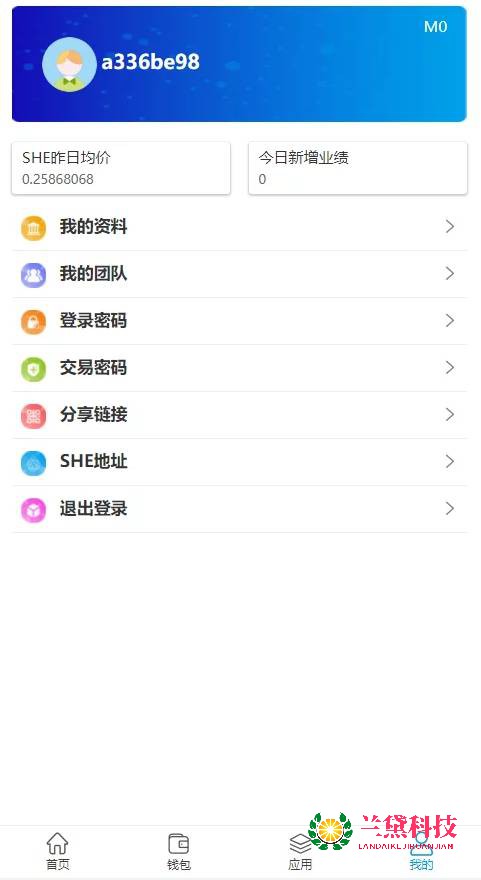 M0
a336be98
SHE昨日均价
0.25868068
今日新增业绩
0
我的资料
我的团队
登录密码
交易密码
分享链接
SHE地址
退出登录
兰黛科技
LANDAIKEJIRUANJIAN
首页
钱包
应用
我的